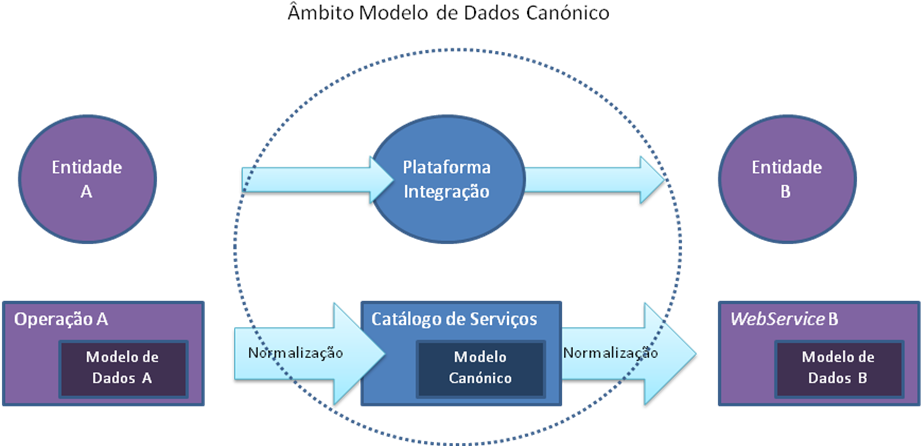 Âmbito Modelo de Dados Canónico
Entidade
A
Plataforma
Integração
Entidade
B
Operação A
Modelo de
Dados A
Normalização
Catálogo de Serviços
Modelo
Canónico
Normalização
WebService B
Modelo de
Dados B